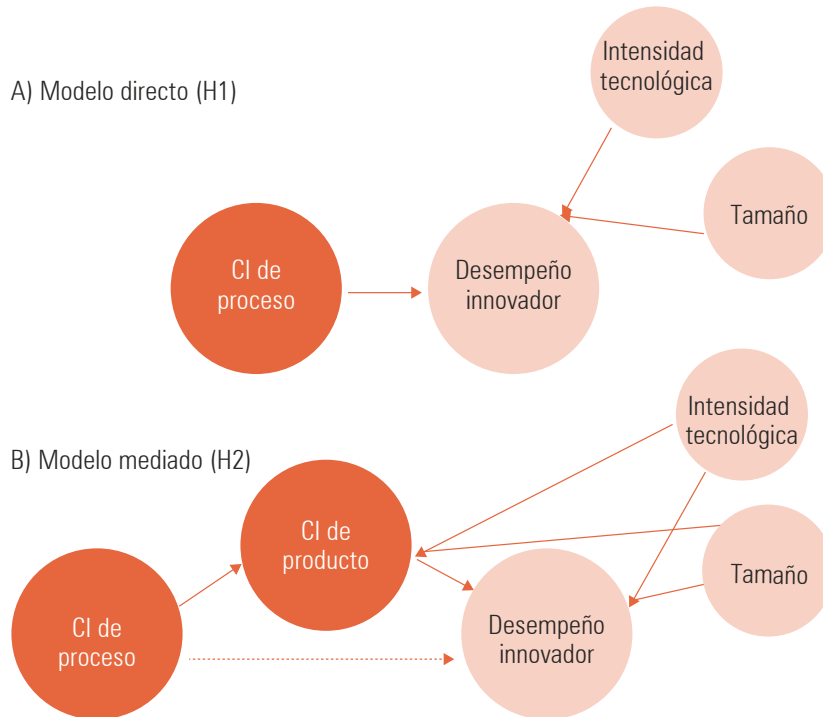 A) Modelo directo (H1)
Intensidad
tecnológica
Tamaño
CI de
proceso
Desempeño
innovador
B) Modelo mediado (H2)
Intensidad
tecnológica
CI de
producto
Tamaño
CI de
proceso
Desempeño
innovador